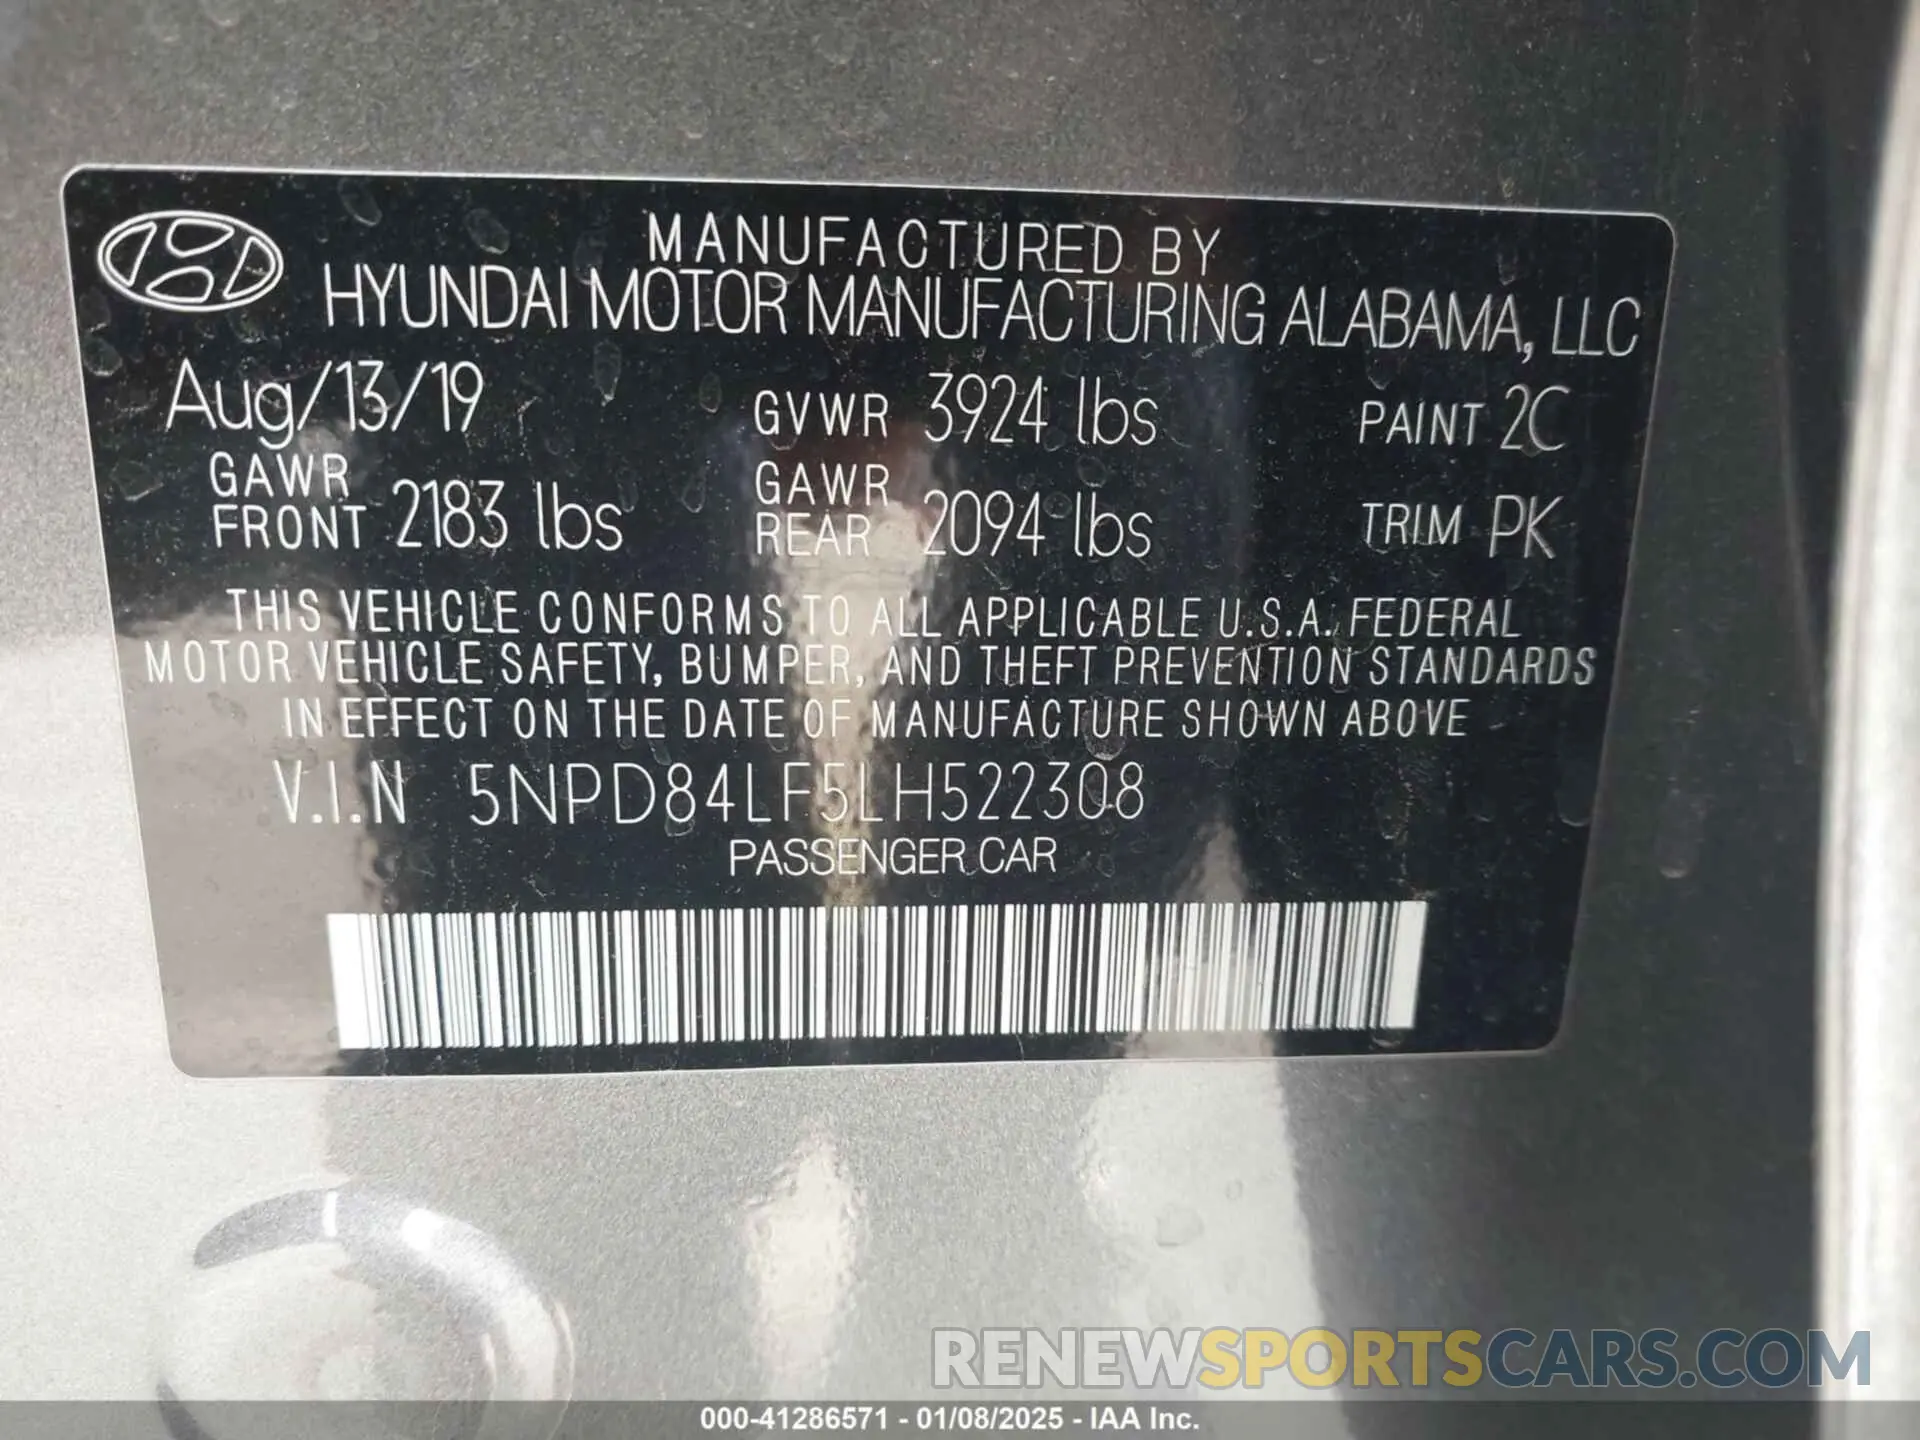 MANUFACTURED BY
HYUNDAI MOTOR MANUFACTURING ALABAMA, LLC
Aug/13/19 GVWR 3924 lbs PAINT 2C
GAWR FRONT 2183 lbs GAWR REAR 2094 lbs TRIM PK
THIS VEHICLE CONFORMS TO ALL APPLICABLE U.S.A. FEDERAL
MOTOR VEHICLE SAFETY, BUMPER, AND THEFT PREVENTION STANDARDS
IN EFFECT ON THE DATE OF MANUFACTURE SHOWN ABOVE
V.I.N 5NPD84LF5LH522308
PASSENGER CAR
RENEWSPORTSCARS.COM
000-41286571 - 01/08/2025 - IAA Inc.